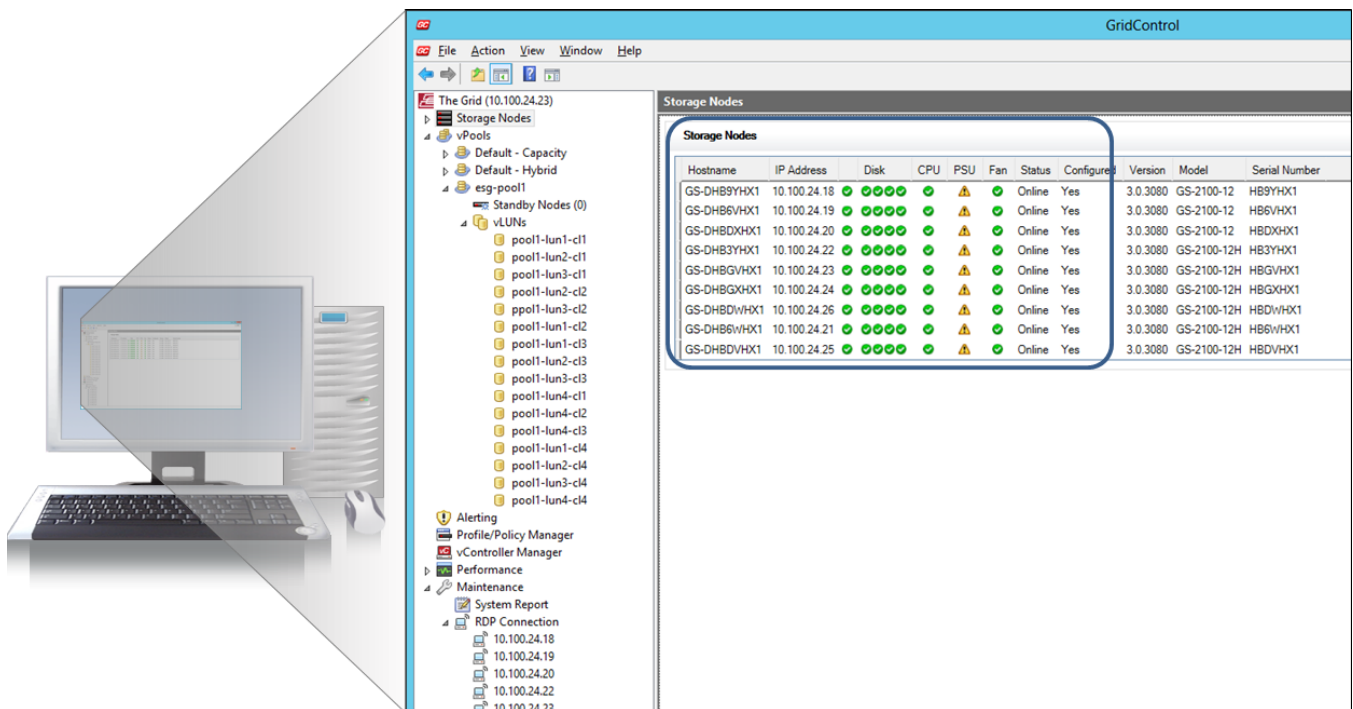 GC GridControl
GC File Action View Window Help
The Grid (10.100.24.23)
Storage Nodes
vPools
Default - Capacity
Default - Hybrid
esg-pool1
Standby Nodes (0)
vLUNs
pool1-lun1-cl1
pool1-lun2-cl1
pool1-lun3-cl1
pool1-lun2-cl2
ppol1-lun3-cl2
ppol1-lun1-cl2
pool1-lun1-cl3
pool1-lun2-cl3
pool1-lun3-cl3
pool1-lun4-cl1
pool1-lun4-cl2
pool1-lun4-cl3
pool1-lun1-cl4
pool1-lun2-cl4
pool1-lun3-cl4
pool1-lun4-cl4
Alerting
Profile/Policy Manager
vC vController Manager
Performance
Maintenance
System Report
RDP Connection
10.100.24.18
10.100.24.19
10.100.24.20
10.100.24.22
10.100.24.23
Storage Nodes
Storage Nodes
Hostname IP Address Disk CPU PSU Fan Status Configured Version Model Serial Number
GS-DHB9YHX1 10.100.24.18 Online Yes 3.0.3080 GS-2100-12 HB9YHX1
GS-DHB6VHX1 10.100.24.19 Online Yes 3.0.3080 GS-2100-12 HB6VHX1
GS-DHBDXHX1 10.100.24.20 Online Yes 3.0.3080 GS-2100-12 HBDXHX1
GS-DHB3YHX1 10.100.24.22 Online Yes 3.0.3080 GS-2100-12H HB3YHX1
GS-DHBGVHX1 10.100.24.23 Online Yes 3.0.3080 GS-2100-12H HBGVHX1
GS-DHBGXHX1 10.100.24.24 Online Yes 3.0.3080 GS-2100-12H HBGXHX1
GS-DHBDWHX1 10.100.24.26 Online Yes 3.0.3080 GS-2100-12H HBDWHX1
GS-DHB6WHX1 10.100.24.21 Online Yes 3.0.3080 GS-2100-12H HB6WHX1
GS-DHBDVHX1 10.100.24.25 Online Yes 3.0.3080 GS-2100-12H HBDVHX1